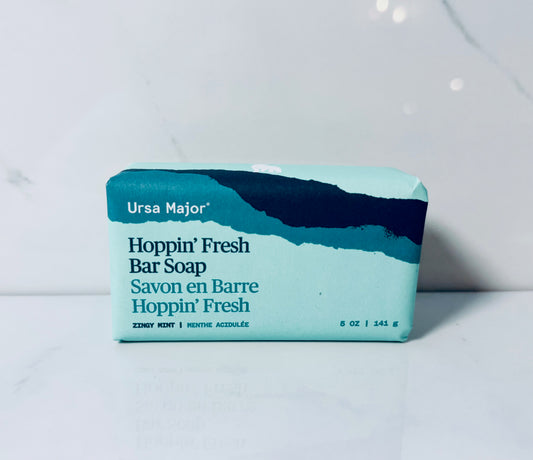 Ursa Major®
Hoppin' Fresh
Bar Soap
Savon en Barre
Hoppin' Fresh
ZINGY MINT | MENTHE ACIDULÉE
5 OZ | 141 g